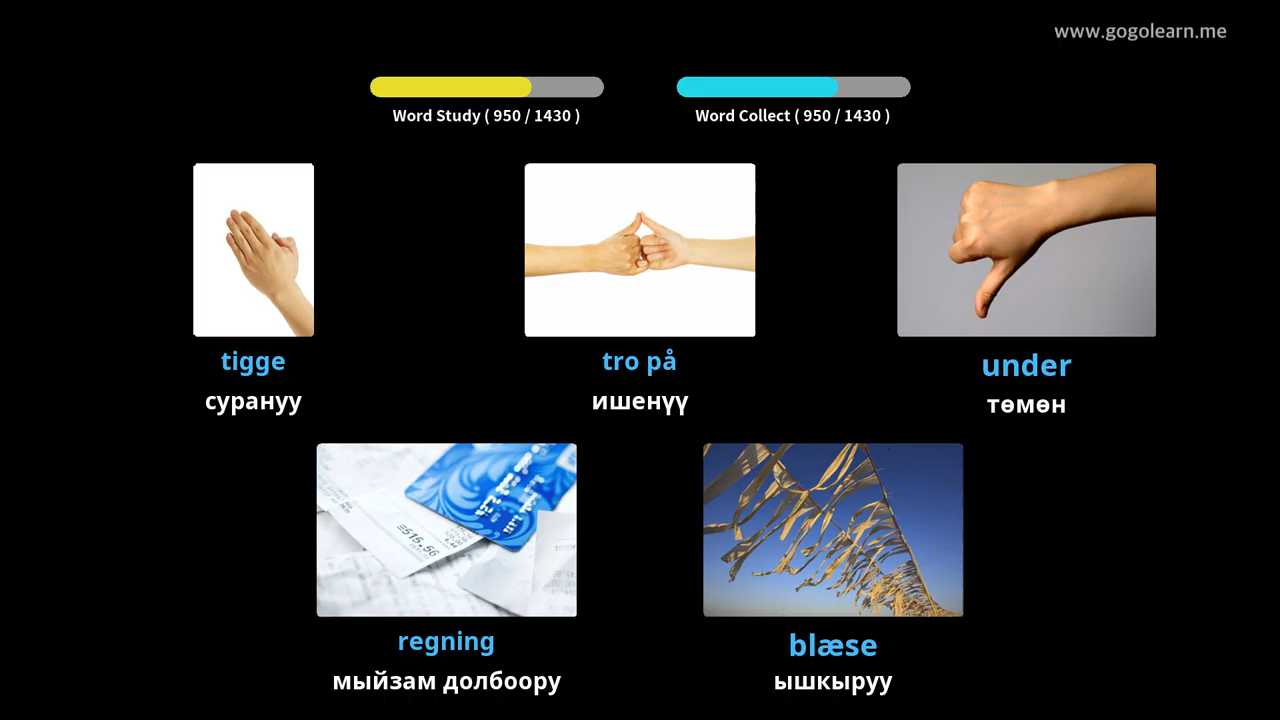 www.gogolearn.me
Word Study ( 950 / 1430 )
Word Collect ( 950 / 1430 )
tigge
сурануу
tro på
ишенүү
under
төмөн
regning
мыйзам долбоору
blæse
ышкыруу